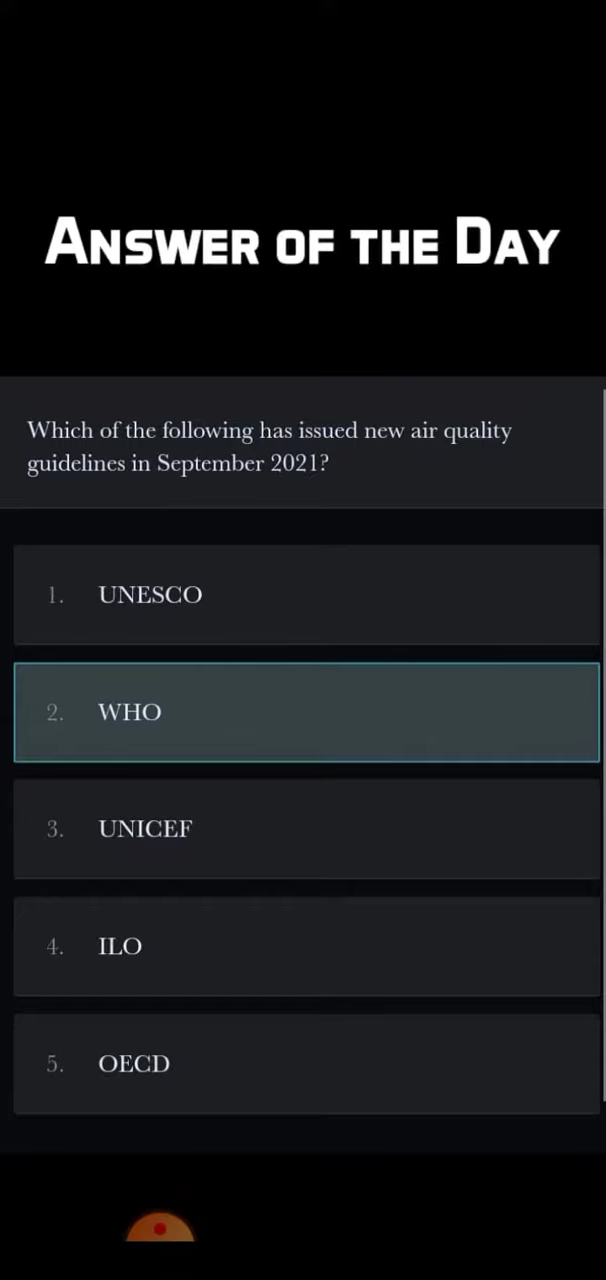 ANSWER OF THE DAY
Which of the following has issued new air quality
guidelines in September 2021?
1. UNESCO
2. WHO
3. UNICEF
4. ILO
5. OECD